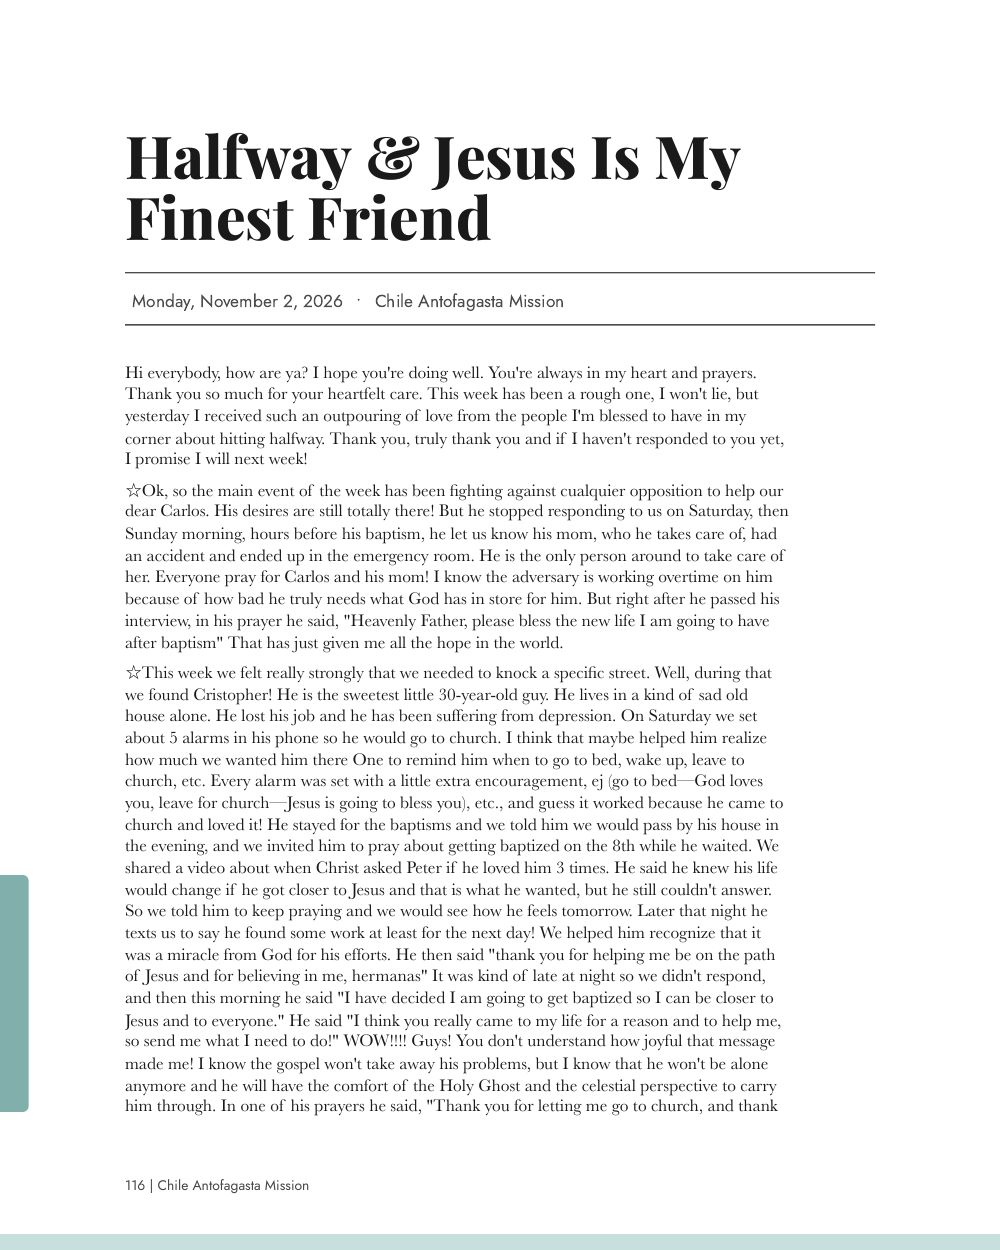 Halfway & Jesus Is My
Finest Friend
Monday, November 2, 2026 · Chile Antofagasta Mission
Hi everybody, how are ya? I hope you're doing well. You're always in my heart and prayers.
Thank you so much for your heartfelt care. This week has been a rough one, I won't lie, but
yesterday I received such an outpouring of love from the people I'm blessed to have in my
corner about hitting halfway. Thank you, truly thank you and if I haven't responded to you yet,
I promise I will next week!
☆Ok, so the main event of the week has been fighting against cualquier opposition to help our
dear Carlos. His desires are still totally there! But he stopped responding to us on Saturday, then
Sunday morning, hours before his baptism, he let us know his mom, who he takes care of, had
an accident and ended up in the emergency room. He is the only person around to take care of
her. Everyone pray for Carlos and his mom! I know the adversary is working overtime on him
because of how bad he truly needs what God has in store for him. But right after he passed his
interview, in his prayer he said, "Heavenly Father, please bless the new life I am going to have
after baptism" That has just given me all the hope in the world.
☆This week we felt really strongly that we needed to knock a specific street. Well, during that
we found Cristopher! He is the sweetest little 30-year-old guy. He lives in a kind of sad old
house alone. He lost his job and he has been suffering from depression. On Saturday we set
about 5 alarms in his phone so he would go to church. I think that maybe helped him realize
how much we wanted him there One to remind him when to go to bed, wake up, leave to
church, etc. Every alarm was set with a little extra encouragement, ej (go to bed—God loves
you, leave for church—Jesus is going to bless you), etc., and guess it worked because he came to
church and loved it! He stayed for the baptisms and we told him we would pass by his house in
the evening, and we invited him to pray about getting baptized on the 8th while he waited. We
shared a video about when Christ asked Peter if he loved him 3 times. He said he knew his life
would change if he got closer to Jesus and that is what he wanted, but he still couldn't answer.
So we told him to keep praying and we would see how he feels tomorrow. Later that night he
texts us to say he found some work at least for the next day! We helped him recognize that it
was a miracle from God for his efforts. He then said "thank you for helping me be on the path
of Jesus and for believing in me, hermanas" It was kind of late at night so we didn't respond,
and then this morning he said "I have decided I am going to get baptized so I can be closer to
Jesus and to everyone." He said "I think you really came to my life for a reason and to help me,
so send me what I need to do!" WOW!!!! Guys! You don't understand how joyful that message
made me! I know the gospel won't take away his problems, but I know that he won't be alone
anymore and he will have the comfort of the Holy Ghost and the celestial perspective to carry
him through. In one of his prayers he said, "Thank you for letting me go to church, and thank
116 | Chile Antofagasta Mission